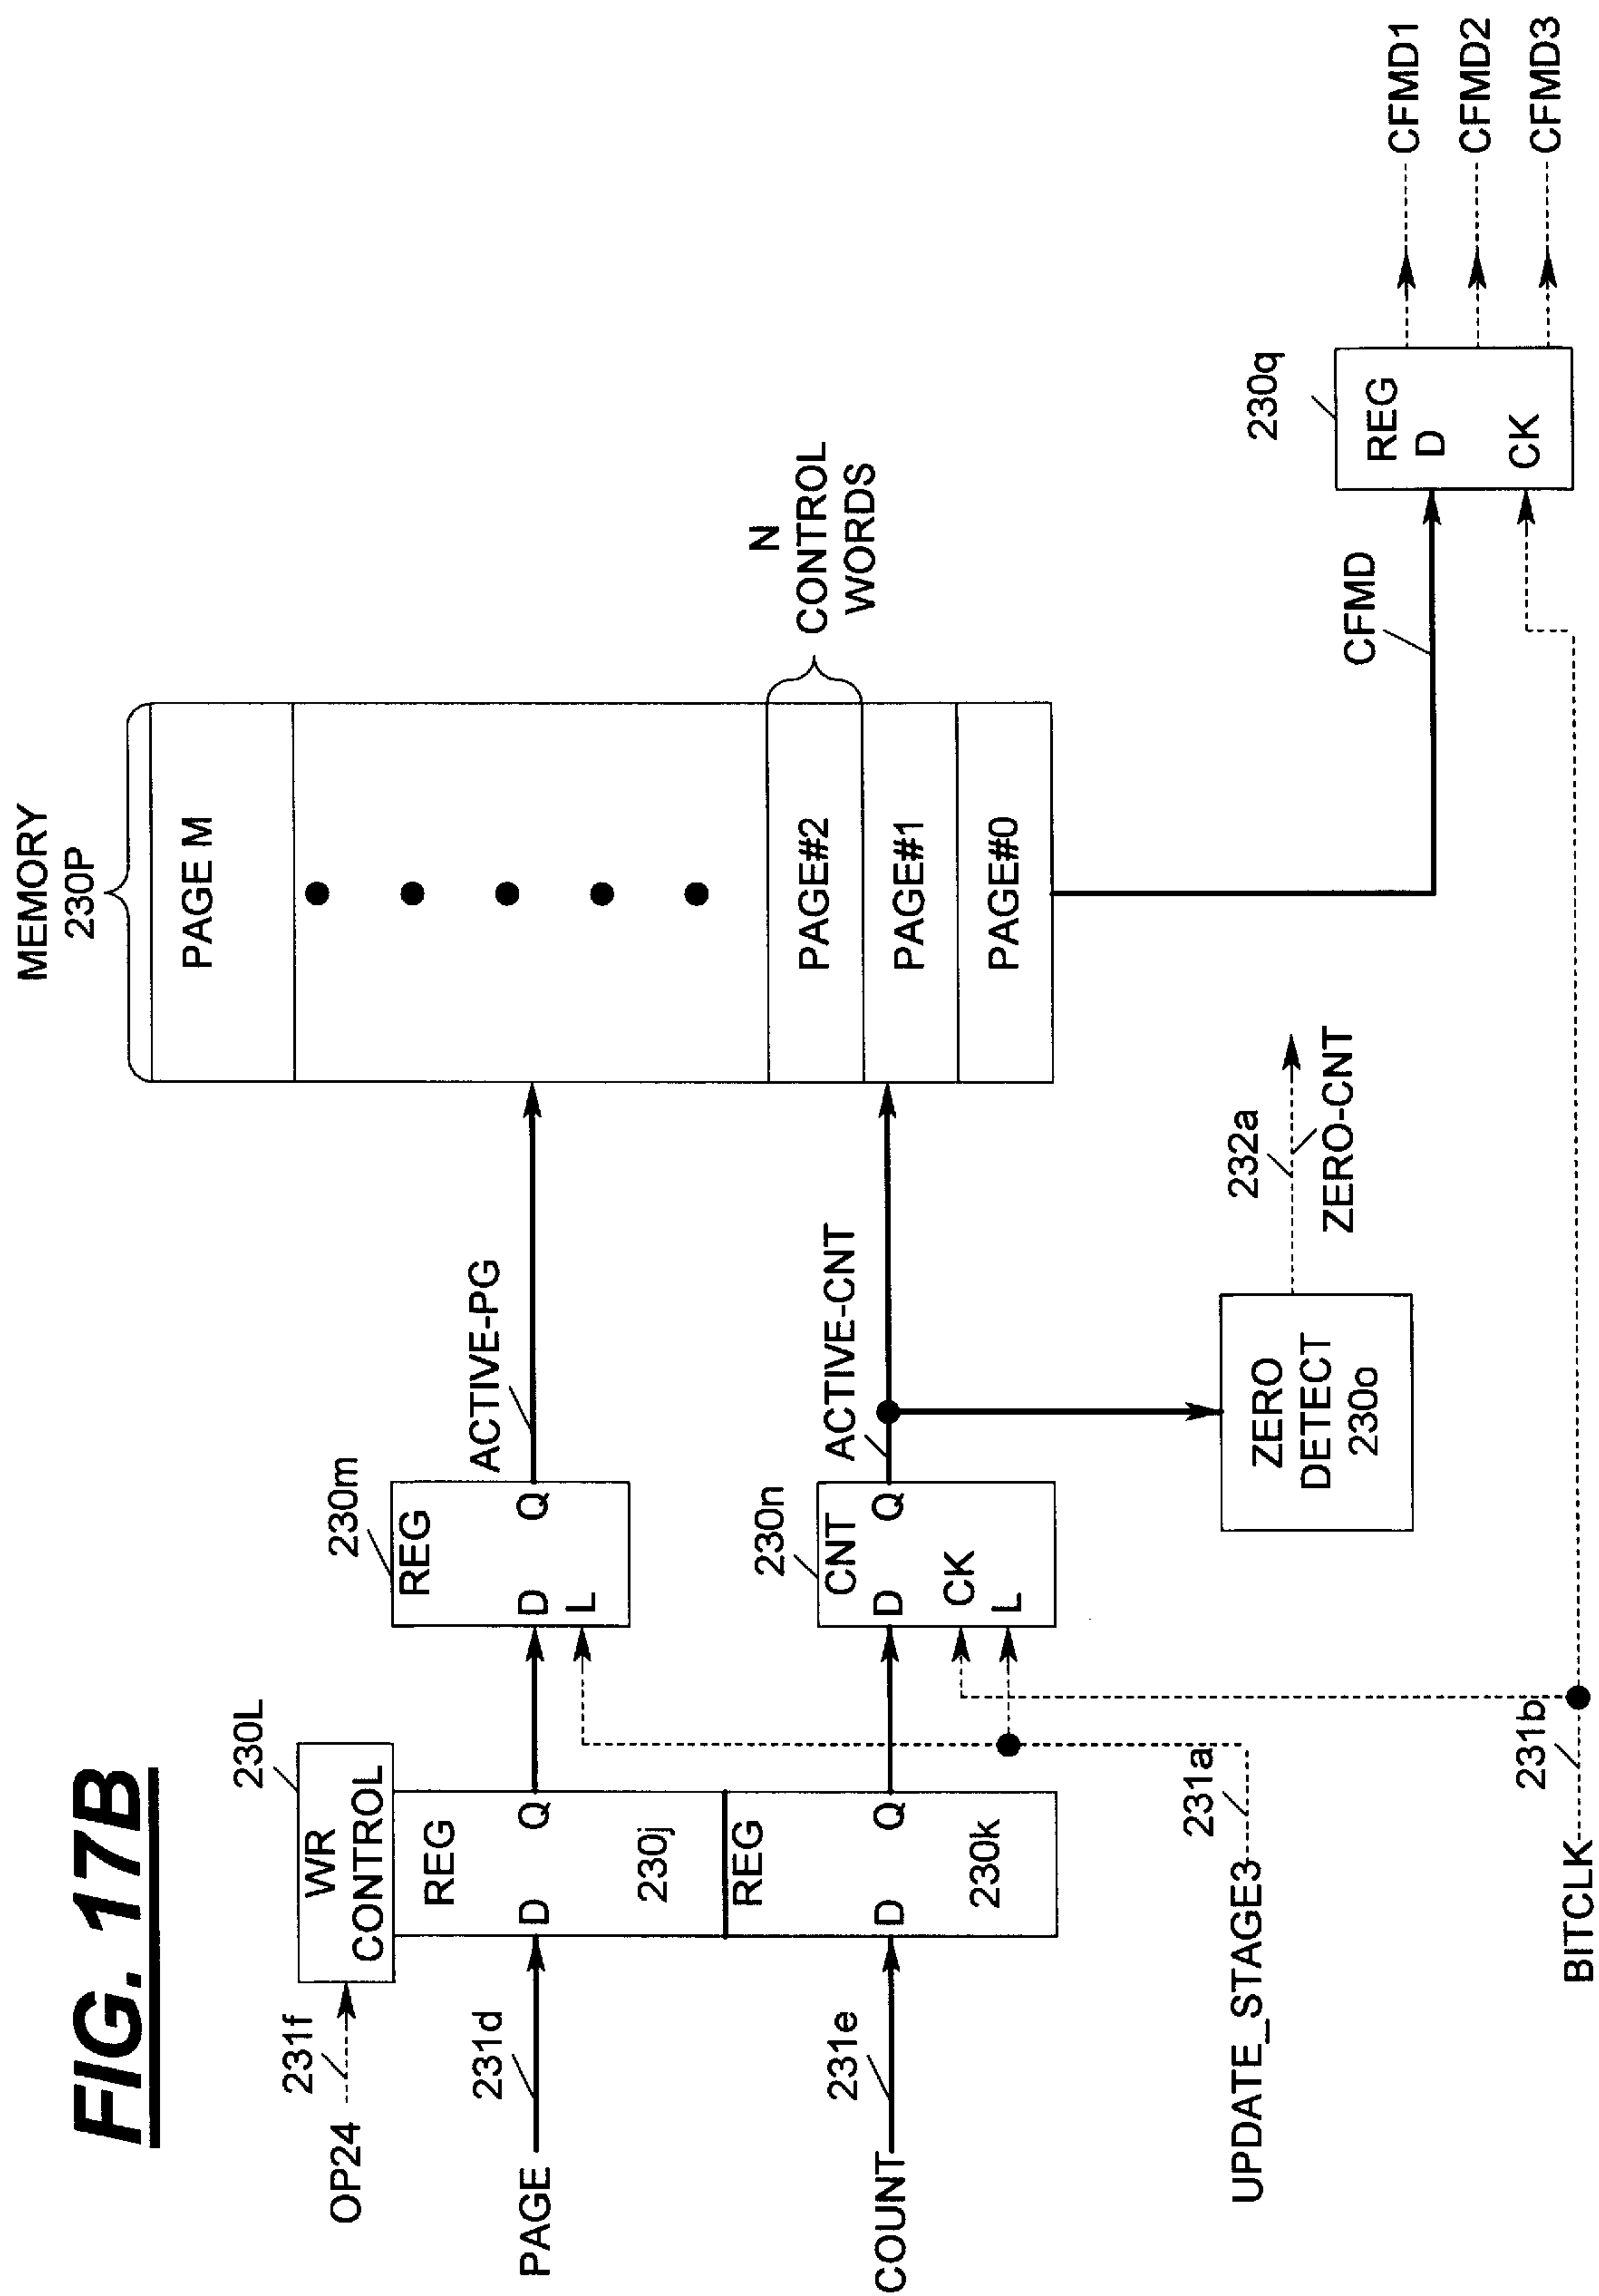 FIG. 17B
MEMORY
230P
PAGE M
PAGE#2
PAGE#1
PAGE#0
N
CONTROL
WORDS
OP24
231f
WR
CONTROL
230L
PAGE
231d
REG
D
Q
230j
REG
D
Q
230k
COUNT
231e
230m
REG
D
Q
L
ACTIVE-PG
230n
CNT
D
Q
CK
L
ACTIVE-CNT
ZERO
DETECT
230o
232a
ZERO-CNT
UPDATE_STAGE3
231a
BITCLK
231b
CFMD
230q
REG
D
CK
CFMD1
CFMD2
CFMD3